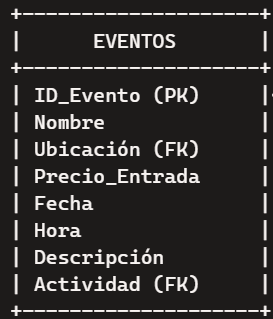 EVENTOS
ID_Evento (PK)
Nombre
Ubicación (FK)
Precio_Entrada
Fecha
Hora
Descripción
Actividad (FK)